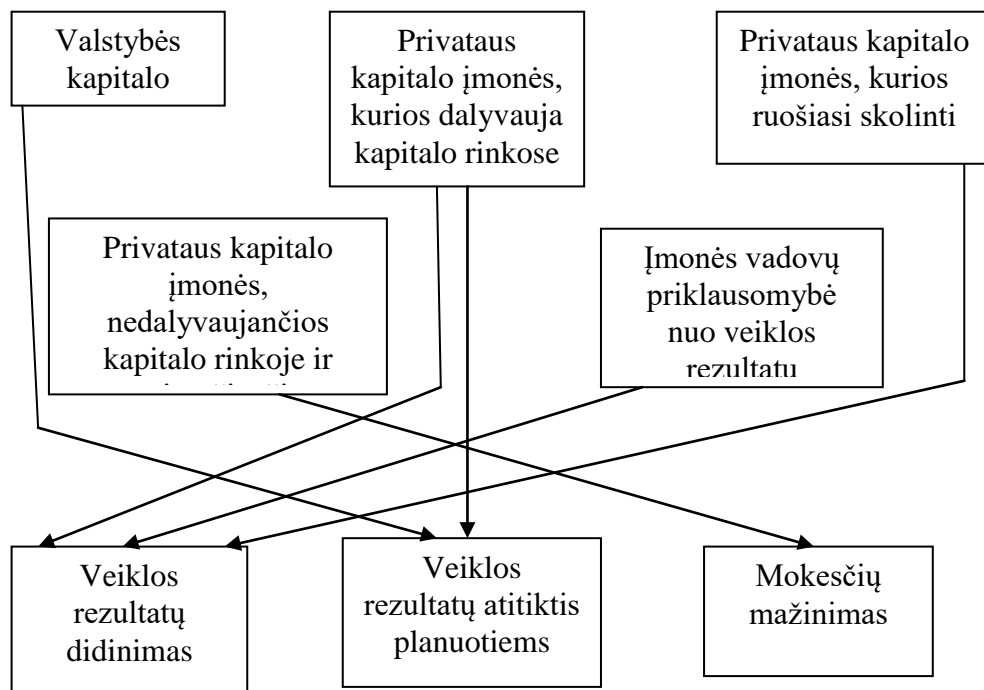 Valstybės
kapitalo
Privataus
kapitalo įmonės,
kurios dalyvauja
kapitalo rinkose
Privataus kapitalo
įmonės, kurios
ruošiasi skolinti
Privataus kapitalo
įmonės,
nedalyvaujančios
kapitalo rinkoje ir
Įmonės vadovų
priklausomybė
nuo veiklos
rezultatų
Veiklos
rezultatų
didinimas
Veiklos
rezultatų atitiktis
planuotiems
Mokesčių
mažinimas